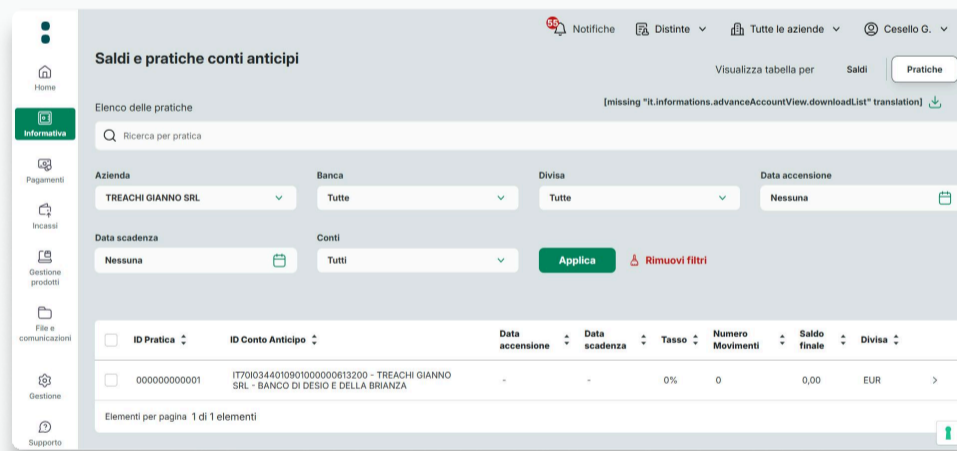 55 Notifiche Distinte Tutte le aziende Cesello G.
Saldi e pratiche conti anticipi
Visualizza tabella per Saldi Pratiche
Home
Informativa
Pagamenti
Incassi
Gestione
prodotti
File e
comunicazioni
Gestione
Supporto
Elenco delle pratiche
[missing "it.informations.advanceAccountView.downloadList" translation]
Ricerca per pratica
Azienda Banca Divisa Data accensione
TREACHI GIANNO SRL Tutte Tutte Nessuna
Data scadenza Conti
Nessuna Tutti Applica Rimuovi filtri
ID Pratica ID Conto Anticipo Data accensione Data scadenza Tasso Numero Movimenti Saldo finale Divisa
000000000001 IT70I0344010901000000613200 - TREACHI GIANNO
SRL - BANCO DI DESIO E DELLA BRIANZA - - 0% 0 0,00 EUR
Elementi per pagina 1 di 1 elementi